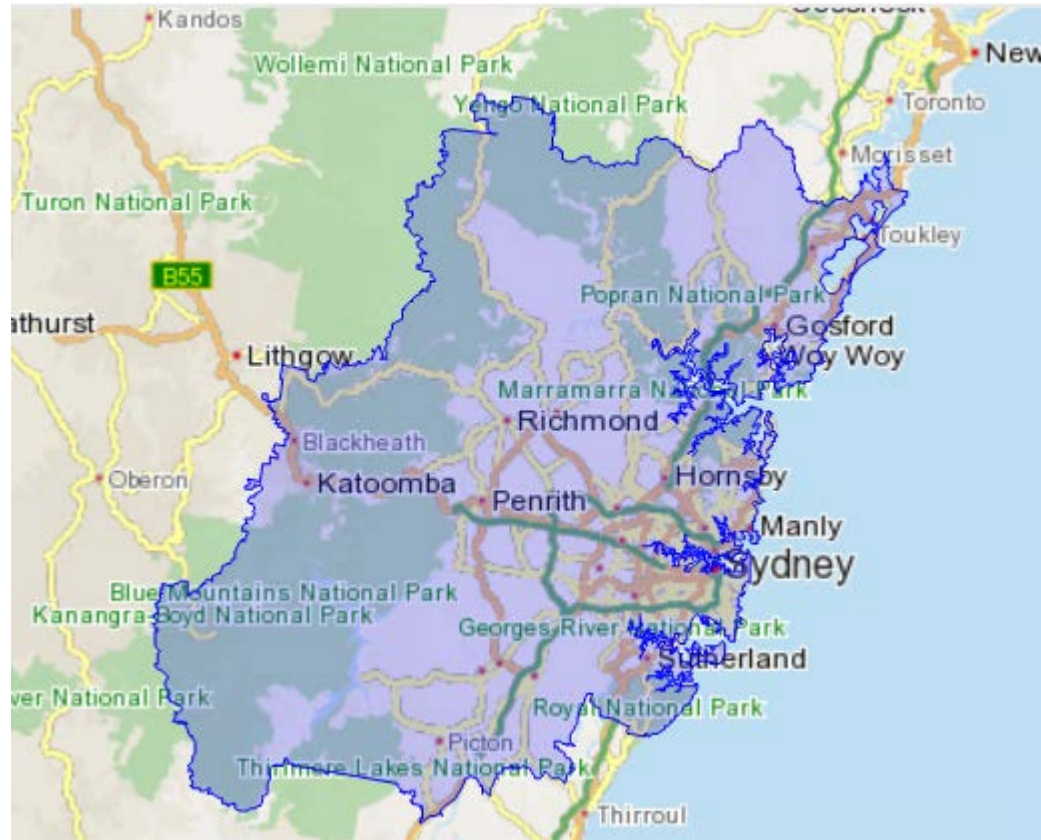 Kandos
Wollemi National Park
New
Yengo National Park
Toronto
Morisset
Turon National Park
Toukley
B55
Popran National Park
athurst
Gosford
Lithgow
Woy Woy
Marramarra National Park
Richmond
Blackheath
Oberon
Katoomba
Hornsby
Penrith
Manly
Sydney
Blue Mountains National Park
Kanangra-Boyd National Park
Georges River National Park
Sutherland
ver National Park
Royal National Park
Picton
Thirlmere Lakes National Park
Thirroul